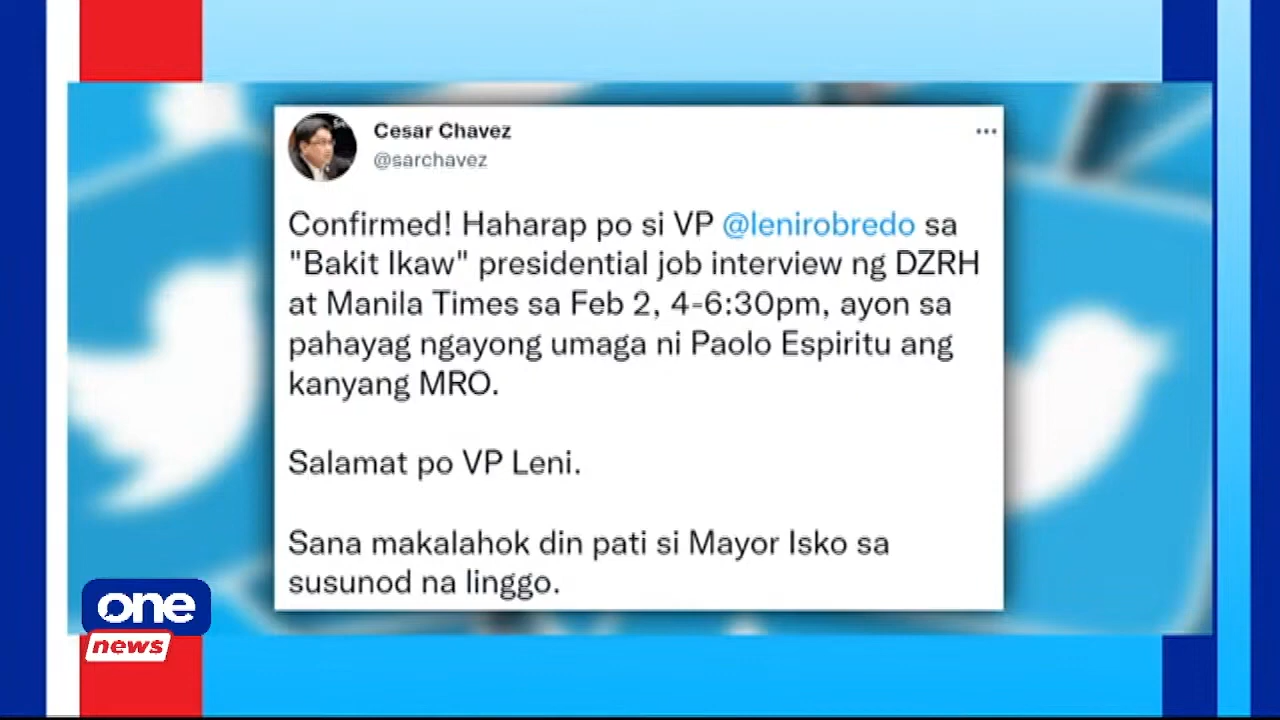 Cesar Chavez
@sarchavez
Confirmed! Haharap po si VP @lenirobredo sa
"Bakit Ikaw" presidential job interview ng DZRH
at Manila Times sa Feb 2, 4-6:30pm, ayon sa
pahayag ngayong umaga ni Paolo Espiritu ang
kanyang MRO.
Salamat po VP Leni.
Sana makalahok din pati si Mayor Isko sa
susunod na linggo.
one
news